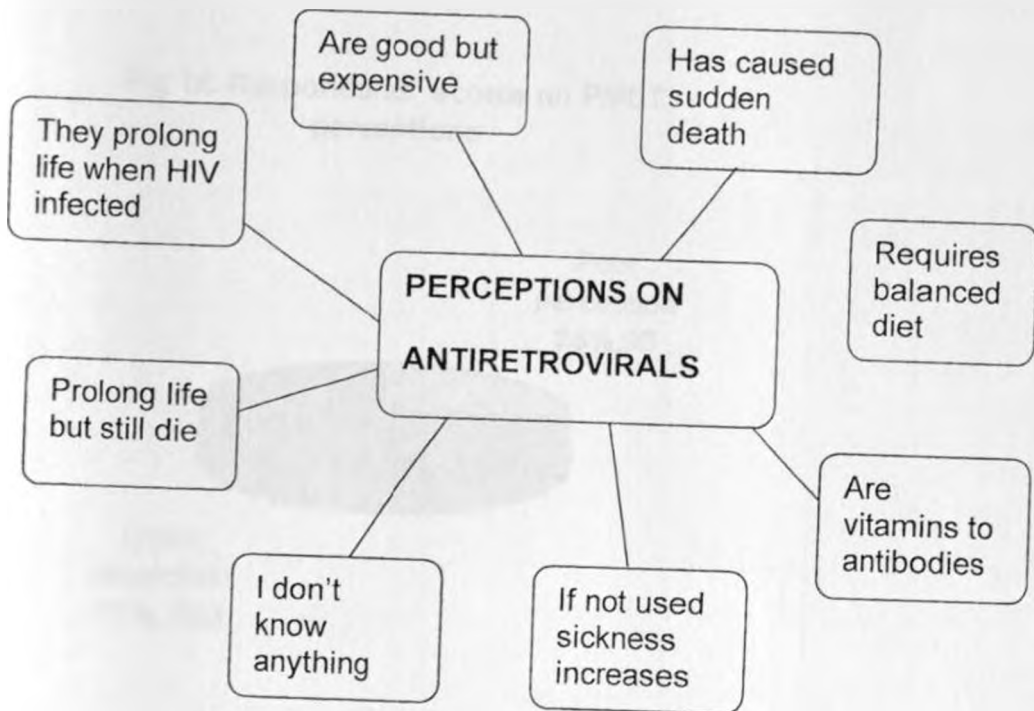 Are good but
expensive
Has caused
sudden
death
They prolong
life when HIV
infected
PERCEPTIONS ON
ANTIRETROVIRALS
Requires
balanced
diet
Prolong life
but still die
Are
vitamins to
antibodies
I don't
know
anything
If not used
sickness
increases